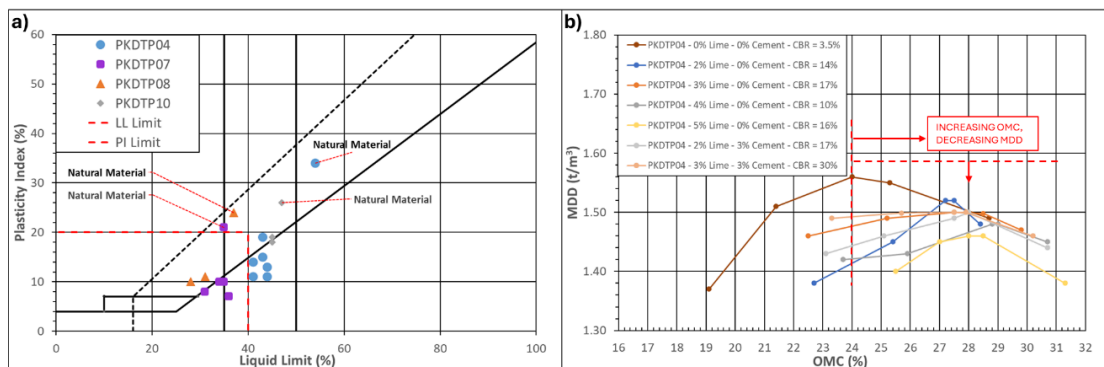 a)
60
50
40
30
20
10
0
Plasticity Index (%)
PKDTP04
PKDTP07
PKDTP08
PKDTP10
LL Limit
PI Limit
Natural Material
Natural Material
Natural Material
Natural Material
0 20 40 60 80 100
Liquid Limit (%)
b)
1.80
1.70
1.60
1.50
1.40
1.30
MDD (t/m³)
PKDTP04 - 0% Lime - 0% Cement - CBR = 3.5%
PKDTP04 - 2% Lime - 0% Cement - CBR = 14%
PKDTP04 - 3% Lime - 0% Cement - CBR = 17%
PKDTP04 - 4% Lime - 0% Cement - CBR = 10%
PKDTP04 - 5% Lime - 0% Cement - CBR = 16%
PKDTP04 - 2% Lime - 3% Cement - CBR = 17%
PKDTP04 - 3% Lime - 3% Cement - CBR = 30%
INCREASING OMC,
DECREASING MDD
16 17 18 19 20 21 22 23 24 25 26 27 28 29 30 31 32
OMC (%)